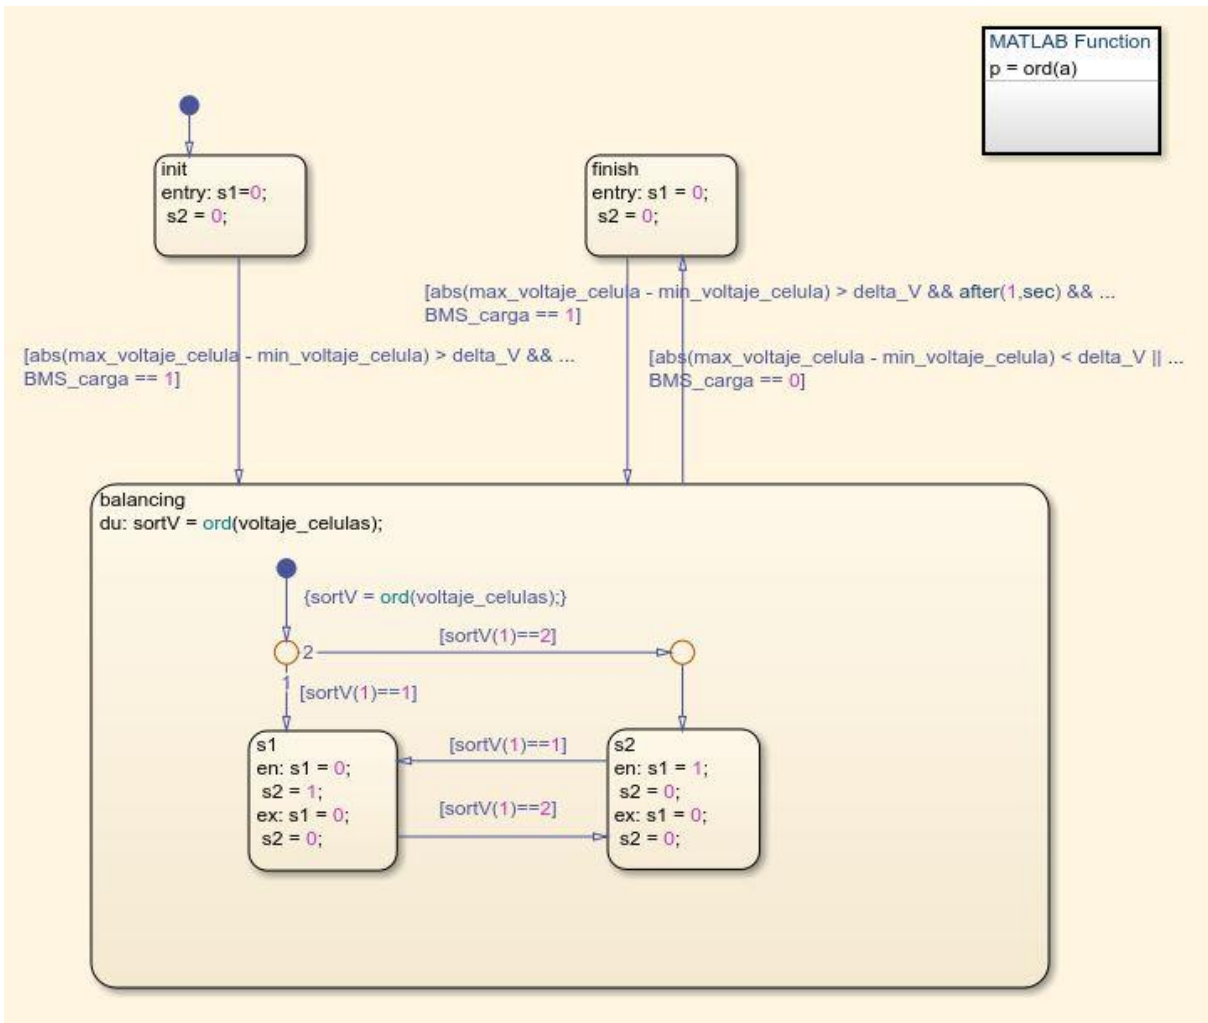 MATLAB Function
p = ord(a)
init
entry: s1=0;
s2 = 0;
finish
entry: s1 = 0;
s2 = 0;
[abs(max_voltaje_celula - min_voltaje_celula) > delta_V && after(1,sec) && ...
BMS_carga == 1]
[abs(max_voltaje_celula - min_voltaje_celula) > delta_V && ...
BMS_carga == 1]
[abs(max_voltaje_celula - min_voltaje_celula) < delta_V || ...
BMS_carga == 0]
balancing
du: sortV = ord(voltaje_celulas);
{sortV = ord(voltaje_celulas);}
2
[sortV(1)==2]
1
[sortV(1)==1]
s1
en: s1 = 0;
s2 = 1;
ex: s1 = 0;
s2 = 0;
[sortV(1)==1]
[sortV(1)==2]
s2
en: s1 = 1;
s2 = 0;
ex: s1 = 0;
s2 = 0;